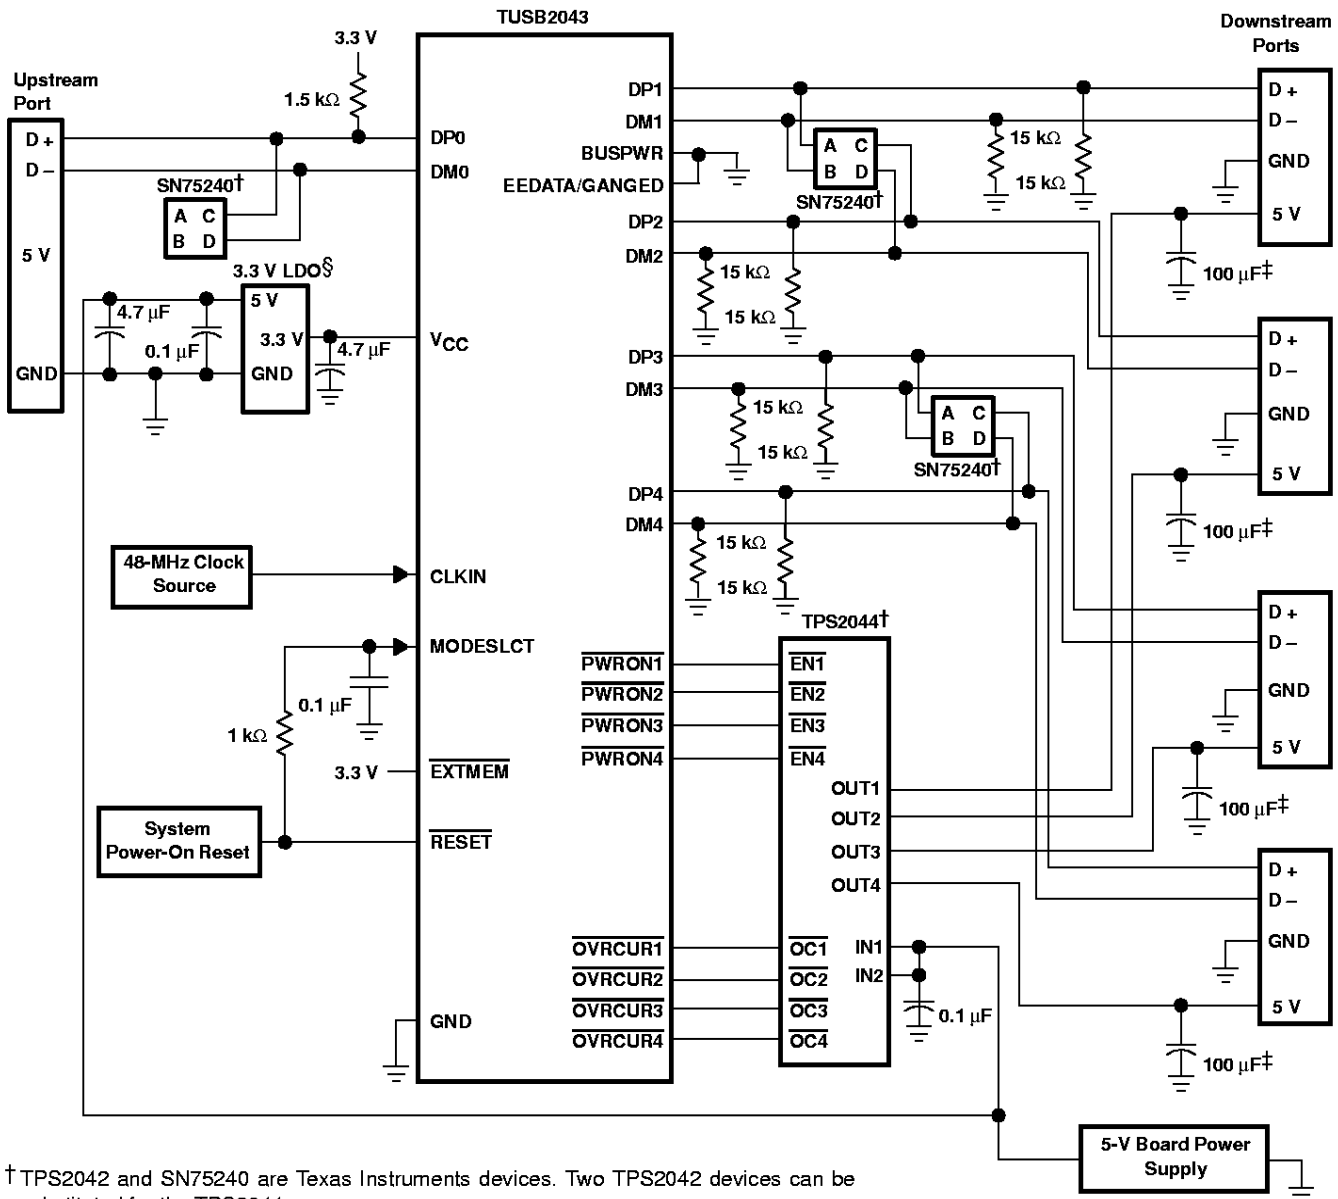 TUSB2043
Downstream
Ports
3.3 V
Upstream
Port
1.5 kΩ
D +
D –
5 V
GND
SN75240†
A C
B D
3.3 V LDO§
5 V
3.3 V
GND
4.7 µF
0.1 µF
4.7 µF
DP0
DM0
VCC
48-MHz Clock
Source
CLKIN
MODESLCT
0.1 µF
1 kΩ
3.3 V
EXTMEM
System
Power-On Reset
RESET
GND
DP1
DM1
BUSPWR
EEDATA/GANGED
DP2
DM2
DP3
DM3
DP4
DM4
PWRON1
PWRON2
PWRON3
PWRON4
OVRCUR1
OVRCUR2
OVRCUR3
OVRCUR4
A C
B D
SN75240†
15 kΩ
15 kΩ
15 kΩ
15 kΩ
15 kΩ
15 kΩ
A C
B D
SN75240†
15 kΩ
15 kΩ
TPS2044†
EN1
EN2
EN3
EN4
OUT1
OUT2
OUT3
OUT4
OC1
OC2
OC3
OC4
IN1
IN2
0.1 µF
D +
D –
GND
5 V
100 µF‡
D +
D –
GND
5 V
100 µF‡
D +
D –
GND
5 V
100 µF‡
D +
D –
GND
5 V
100 µF‡
5-V Board Power
Supply
† TPS2042 and SN75240 are Texas Instruments devices. Two TPS2042 devices can be